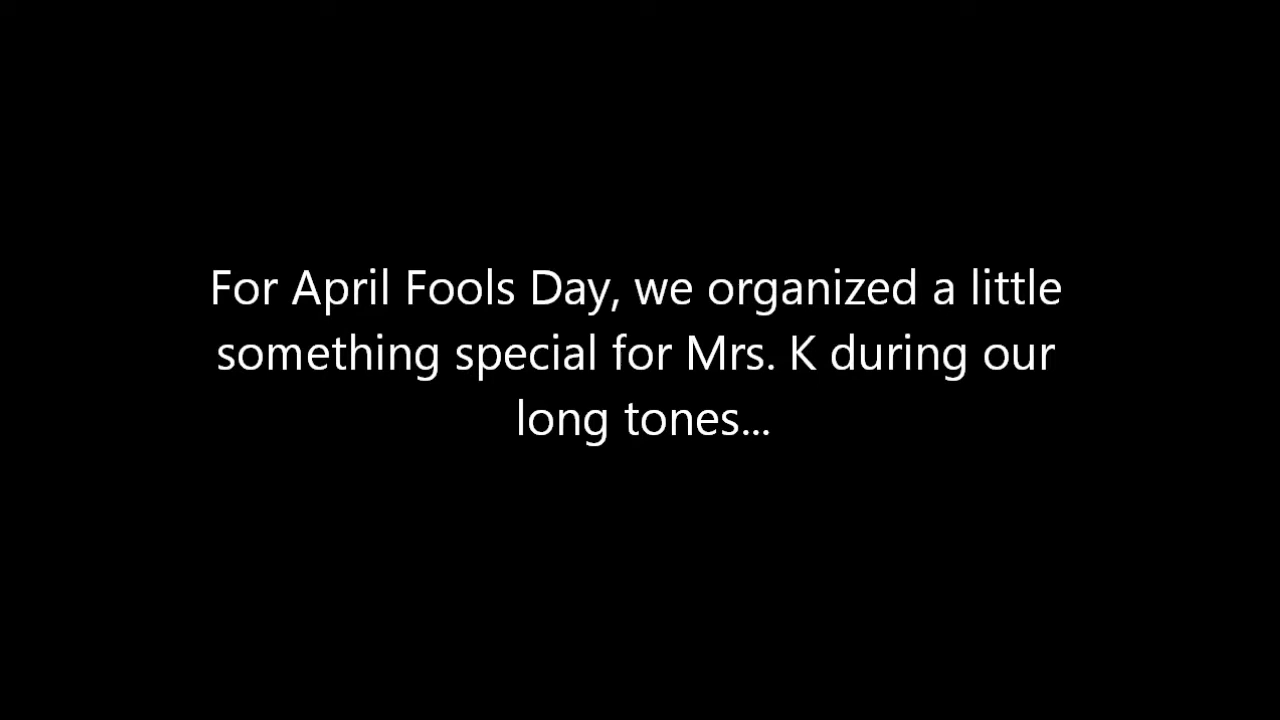 For April Fools Day, we organized a little
something special for Mrs. K during our
long tones...